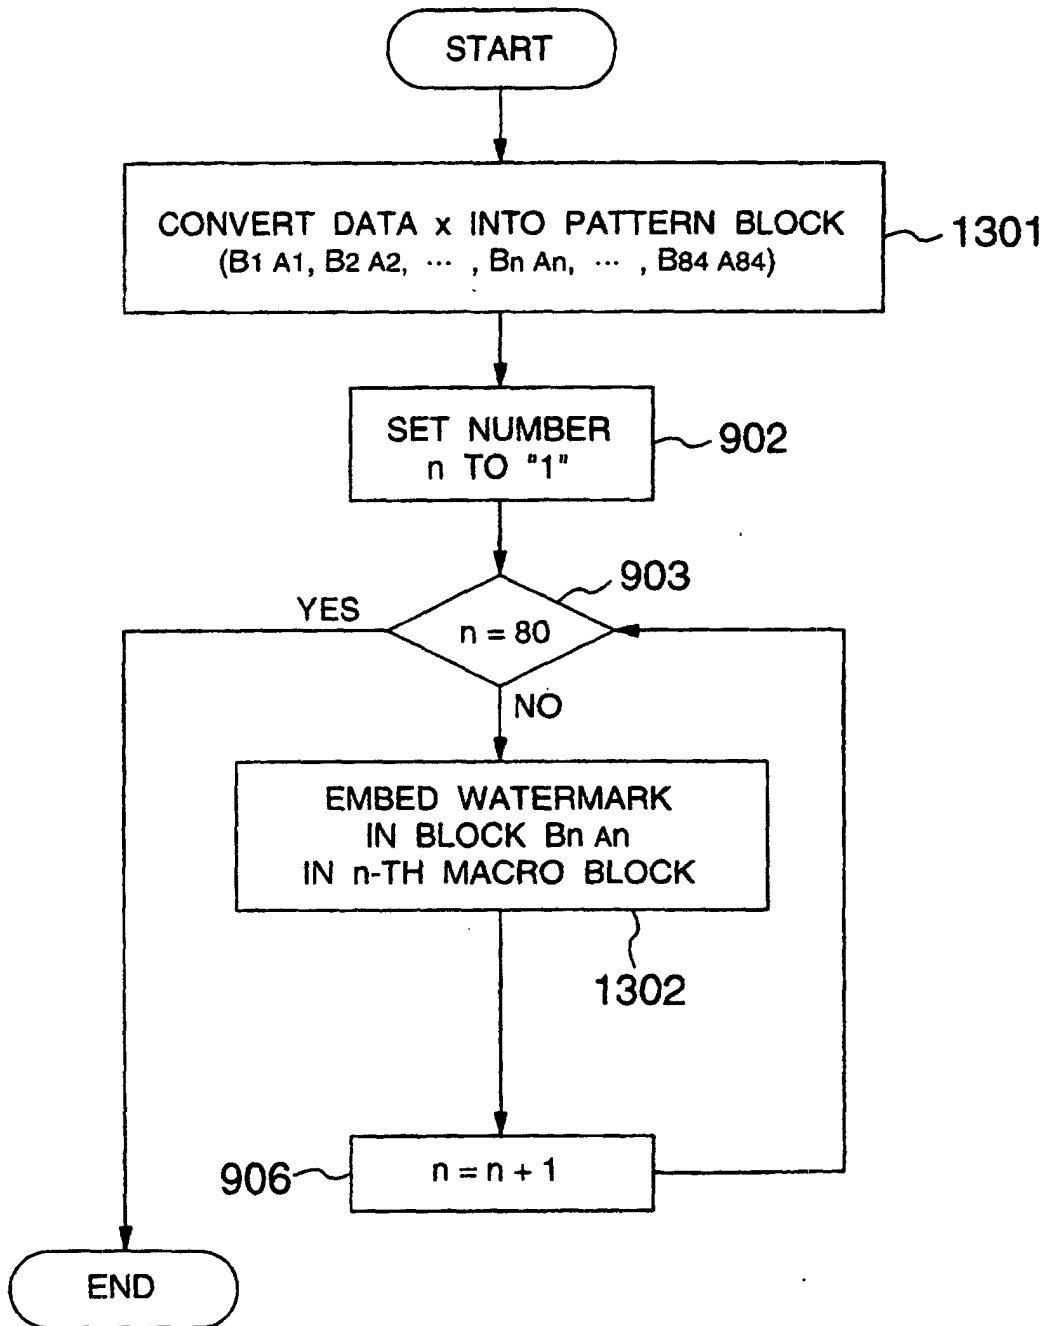 START
CONVERT DATA x INTO PATTERN BLOCK
(B1 A1, B2 A2, ··· , Bn An, ··· , B84 A84)
1301
SET NUMBER
n TO "1"
902
903
YES
n = 80
NO
EMBED WATERMARK
IN BLOCK Bn An
IN n-TH MACRO BLOCK
1302
906
n = n + 1
END